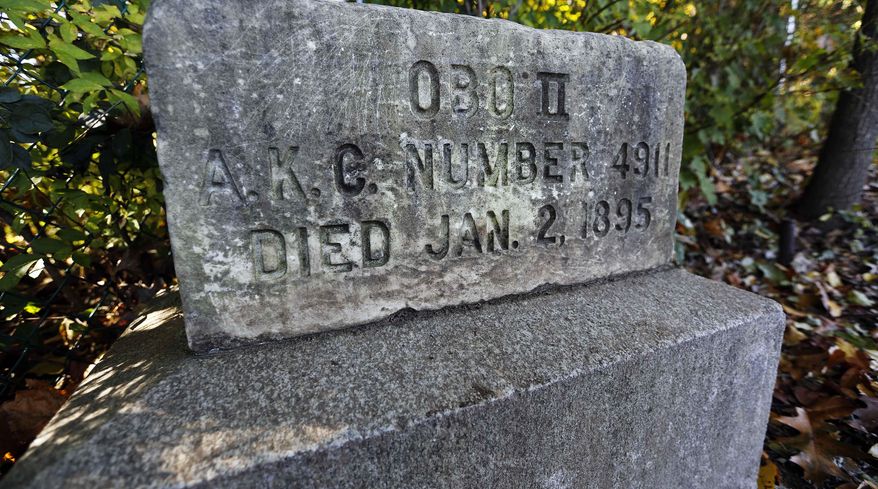 OBO II
A.K.C. NUMBER 4911
DIED JAN. 2, 1895